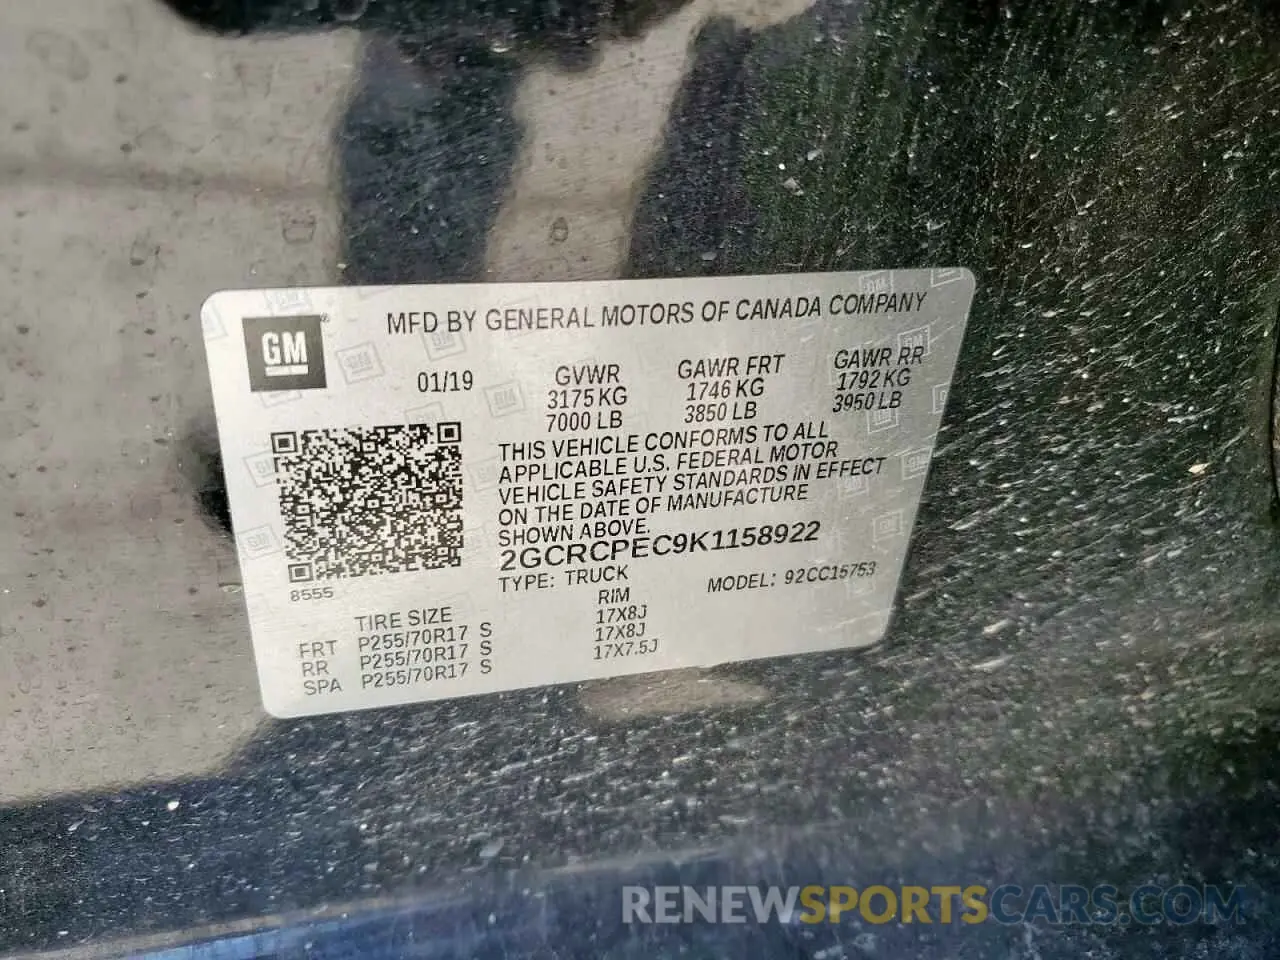 GM
MFD BY GENERAL MOTORS OF CANADA COMPANY
01/19
GVWR GAWR FRT GAWR RR
3175 KG 1746 KG 1792 KG
7000 LB 3850 LB 3950 LB
THIS VEHICLE CONFORMS TO ALL
APPLICABLE U.S. FEDERAL MOTOR
VEHICLE SAFETY STANDARDS IN EFFECT
ON THE DATE OF MANUFACTURE
SHOWN ABOVE.
2GCRCPEC9K1158922
8555
TYPE: TRUCK MODEL: 92CC15753
TIRE SIZE RIM
FRT P255/70R17 S 17X8J
RR P255/70R17 S 17X8J
SPA P255/70R17 S 17X7.5J
RENEWSPORTSCARS.COM